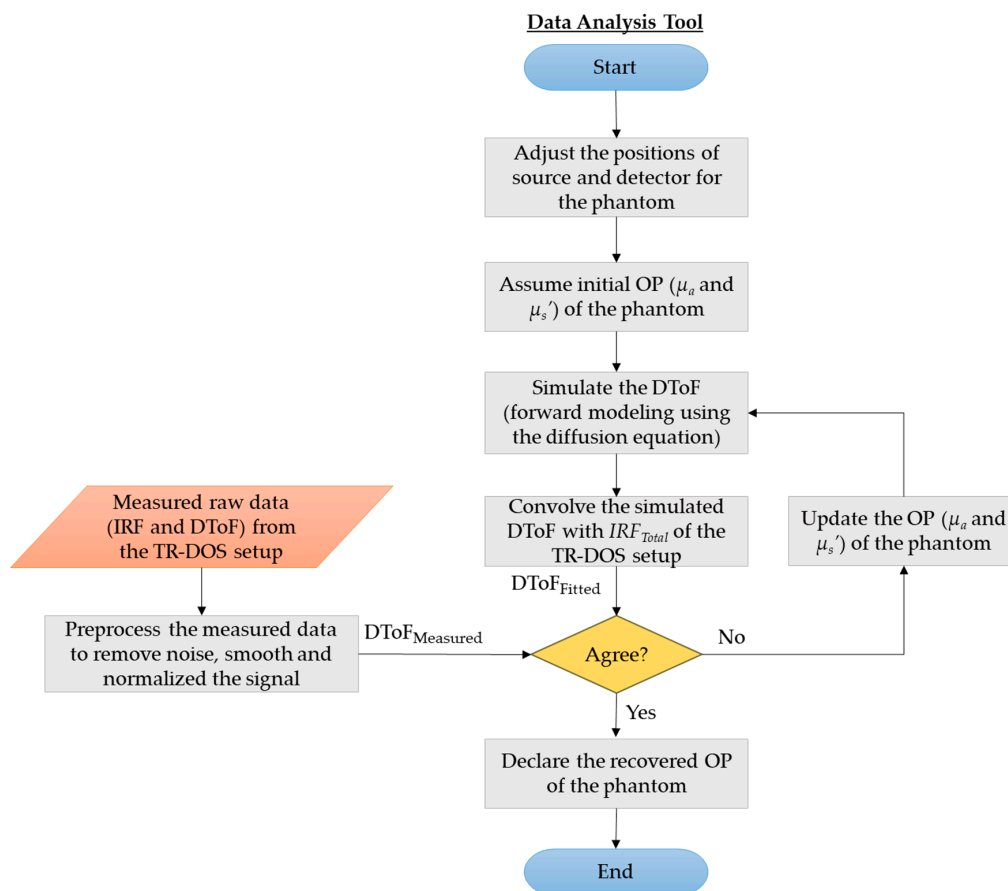 Data Analysis Tool
Start
Adjust the positions of
source and detector for
the phantom
Assume initial OP (μa and
μs′) of the phantom
Simulate the DToF
(forward modeling using
the diffusion equation)
Measured raw data
(IRF and DToF) from
the TR-DOS setup
Convolve the simulated
DToF with IRFTotal of the
TR-DOS setup
Update the OP (μa and
μs′) of the phantom
DToFFitted
Preprocess the measured data
to remove noise, smooth and
normalized the signal
DToFMeasured
Agree?
No
Yes
Declare the recovered OP
of the phantom
End